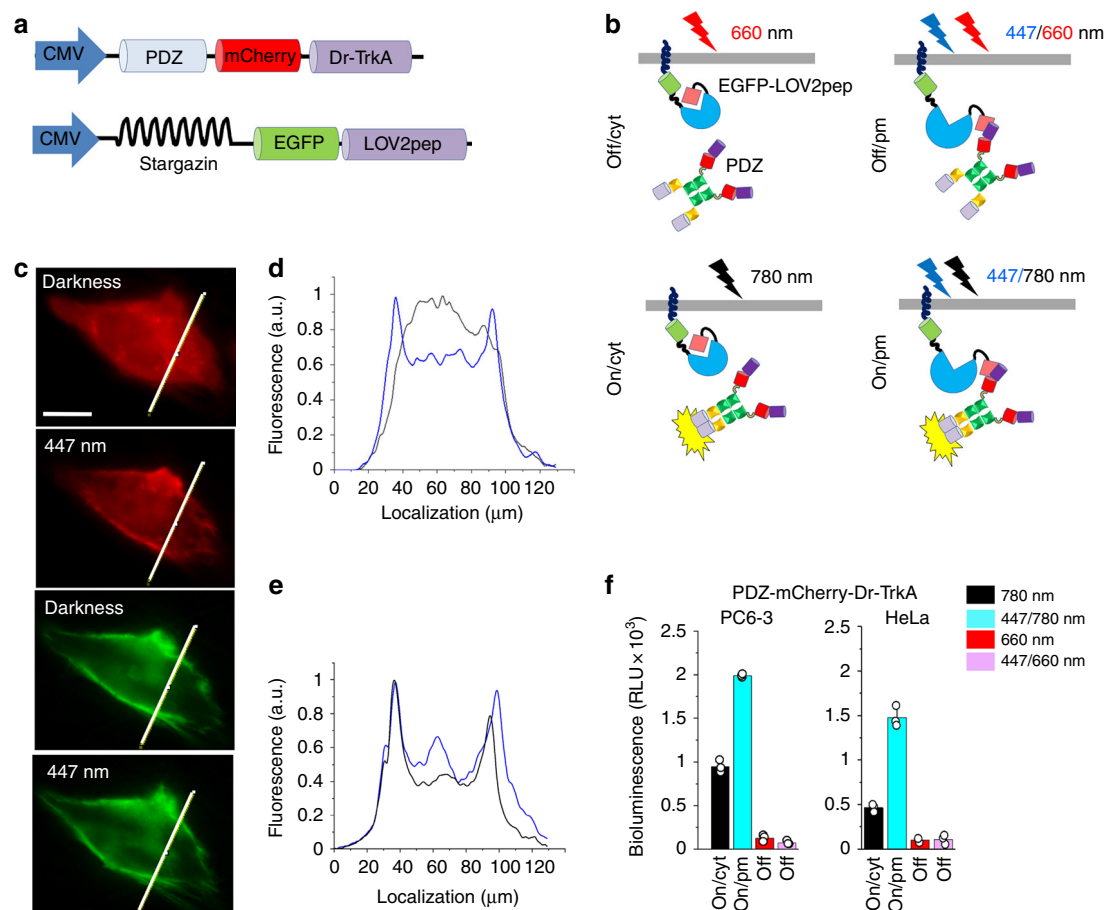 a
CMV
PDZ
mCherry
Dr-TrkA
CMV
Stargazin
EGFP
LOV2pep
b
Off/cyt
660 nm
EGFP-LOV2pep
PDZ
Off/pm
447/660 nm
On/cyt
780 nm
On/pm
447/780 nm
c
Darkness
447 nm
Darkness
447 nm
d
Fluorescence (a.u.)
1
0.8
0.6
0.4
0.2
0
0 20 40 60 80 100 120
Localization (μm)
e
Fluorescence (a.u.)
1
0.8
0.6
0.4
0.2
0
0 20 40 60 80 100 120
Localization (μm)
f
PDZ-mCherry-Dr-TrkA
PC6-3
HeLa
780 nm
447/780 nm
660 nm
447/660 nm
Bioluminescence (RLU × 10³)
2.5
2
1.5
1
0.5
0
On/cyt
On/pm
Off
Off
2.5
2
1.5
1
0.5
0
On/cyt
On/pm
Off
Off